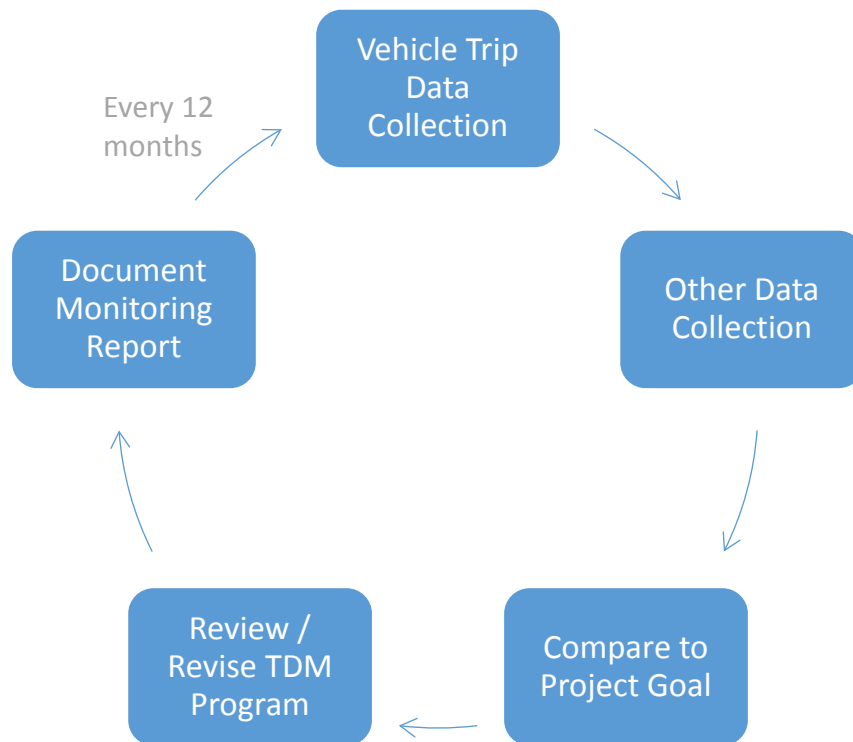 Vehicle Trip
Data
Collection
Every 12
months
Other Data
Collection
Compare to
Project Goal
Review /
Revise TDM
Program
Document
Monitoring
Report